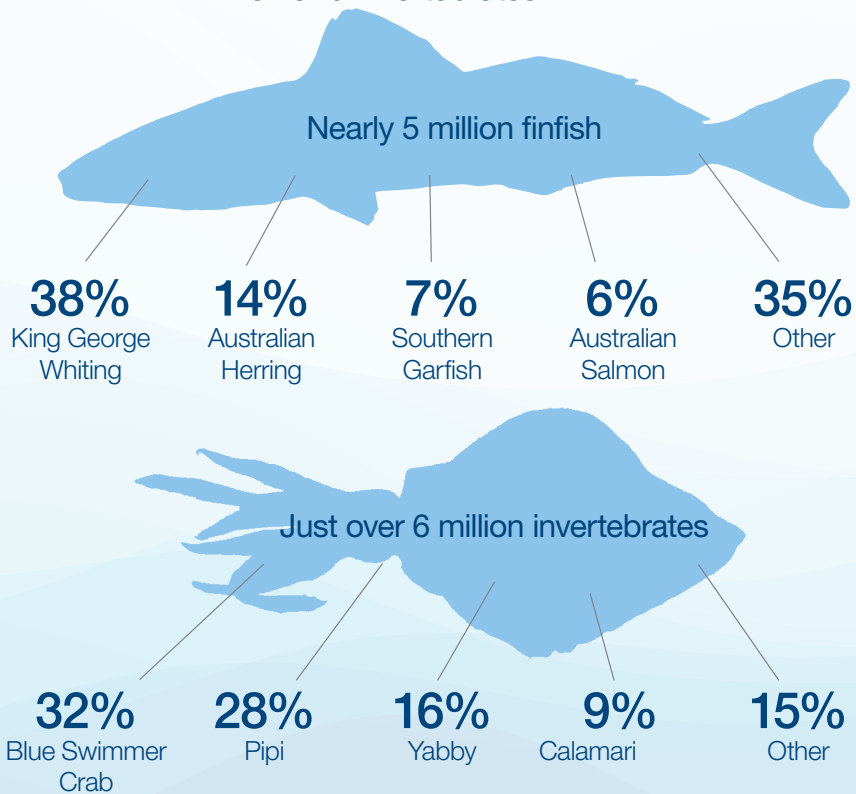 Nearly 5 million finfish
38%
King George
Whiting
14%
Australian
Herring
7%
Southern
Garfish
6%
Australian
Salmon
35%
Other
Just over 6 million invertebrates
32%
Blue Swimmer
Crab
28%
Pipi
16%
Yabby
9%
Calamari
15%
Other